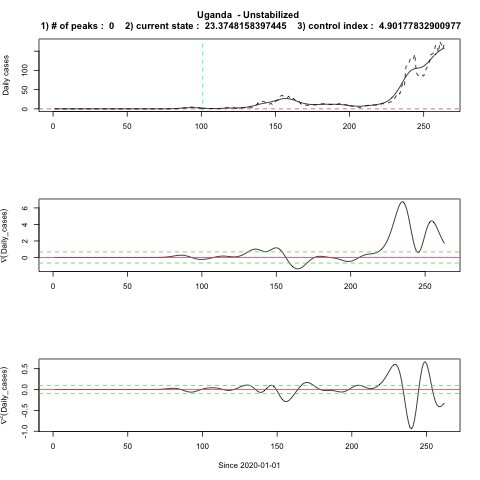 Uganda - Unstabilized
1) # of peaks : 0 2) current state : 23.3748158397445 3) control index : 4.90177832900977
Daily cases
0 50 100
0 50 100 150 200 250
∇(Daily_cases)
0 2 4 6
0 50 100 150 200 250
∇²(Daily_cases)
-1.0 -0.5 0.0 0.5
0 50 100 150 200 250
Since 2020-01-01